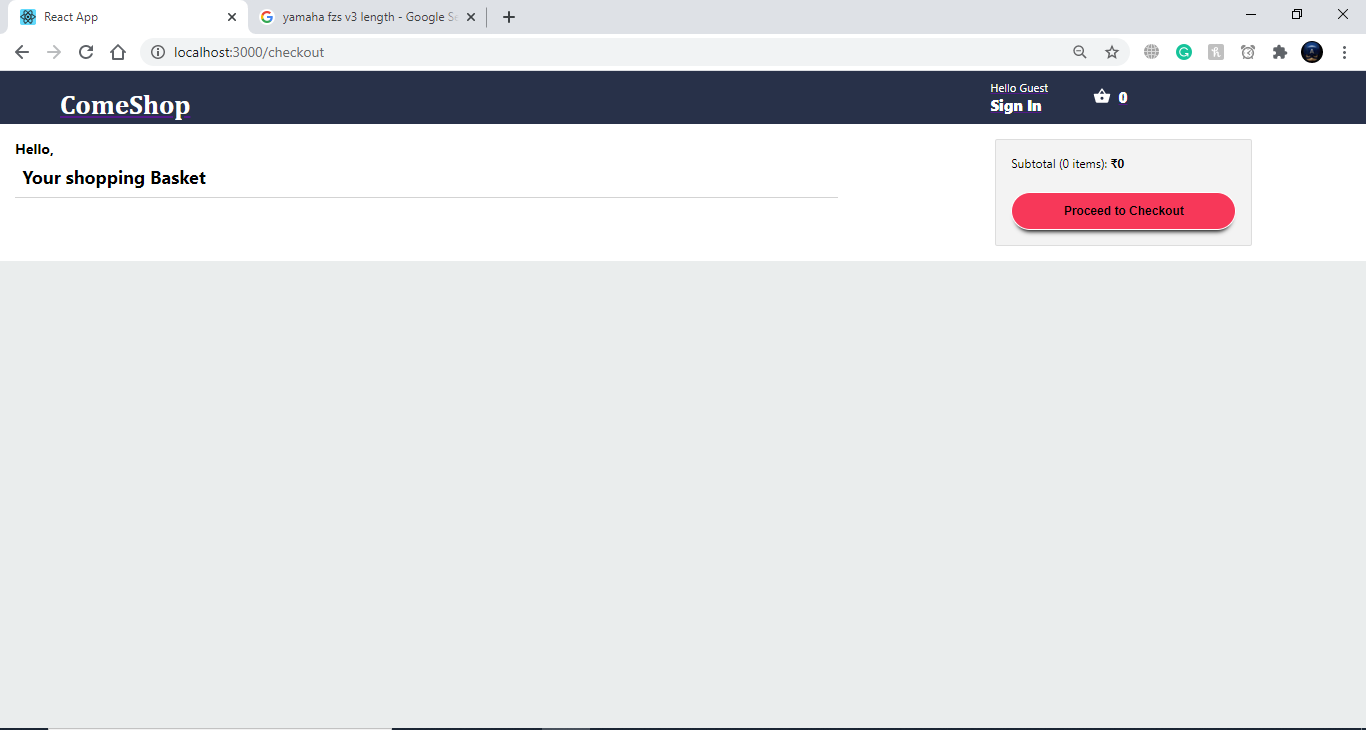 React App
yamaha fzs v3 length - Google Se
localhost:3000/checkout
ComeShop
Hello Guest
Sign In
0
Hello,
Your shopping Basket
Subtotal (0 items): ₹0
Proceed to Checkout